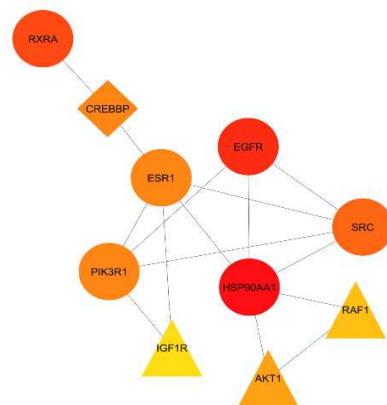 RXRA
CREBBP
EGFR
ESR1
SRC
PIK3R1
HSP90AA1
RAF1
IGF1R
AKT1